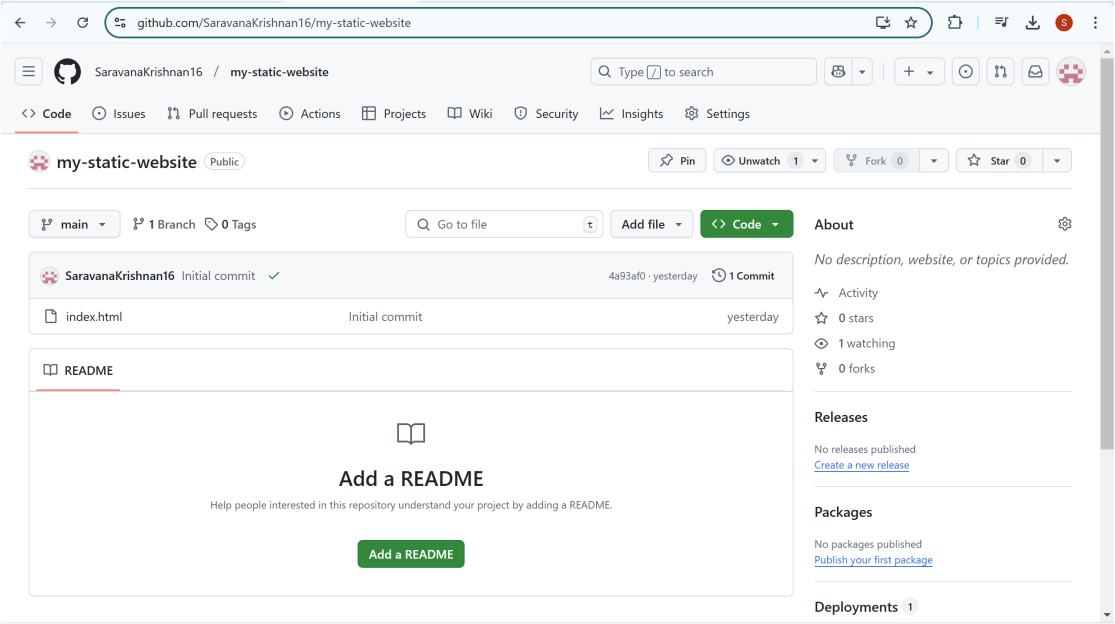 github.com/SaravanaKrishnan16/my-static-website
S
SaravanaKrishnan16 / my-static-website
Type / to search
Code Issues Pull requests Actions Projects Wiki Security Insights Settings
my-static-website Public
Pin Unwatch 1 Fork 0 Star 0
main 1 Branch 0 Tags Go to file t Add file Code
SaravanaKrishnan16 Initial commit 4a93af0 · yesterday 1 Commit
index.html Initial commit yesterday
README
Add a README
Help people interested in this repository understand your project by adding a README.
Add a README
About
No description, website, or topics provided.
Activity
0 stars
1 watching
0 forks
Releases
No releases published
Create a new release
Packages
No packages published
Publish your first package
Deployments 1